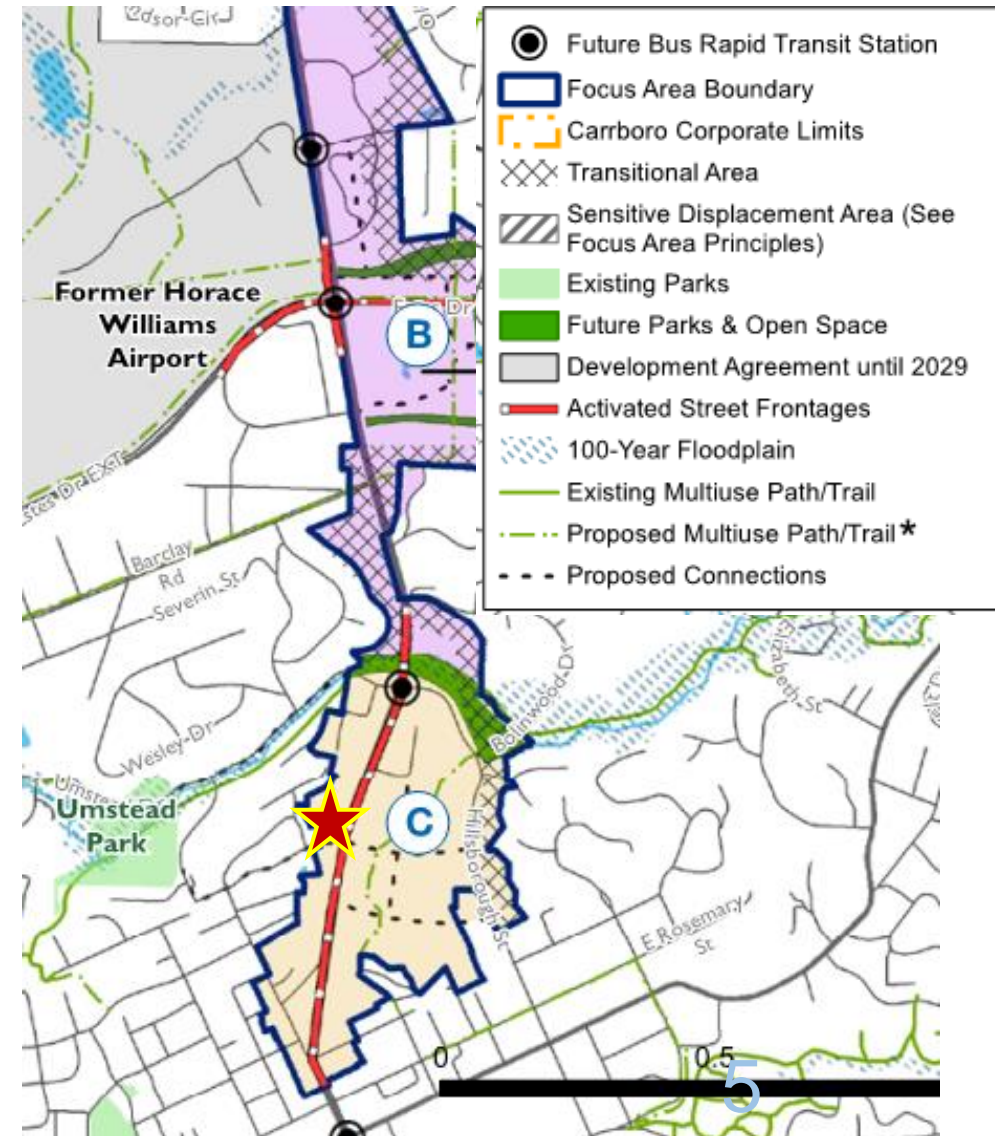 Future Bus Rapid Transit Station
Focus Area Boundary
Carrboro Corporate Limits
Transitional Area
Sensitive Displacement Area (See
Focus Area Principles)
Existing Parks
Future Parks & Open Space
Development Agreement until 2029
Activated Street Frontages
100-Year Floodplain
Existing Multiuse Path/Trail
Proposed Multiuse Path/Trail*
Proposed Connections
Former Horace
Williams
Airport
B
Dr
Barclay
Rd
Severin St
Wesley-Dr
Umstead
Park
C
Bolinwood-Dr
Elizabeth St
Hillsborough St
E Rosemary
St
0
0.5
5